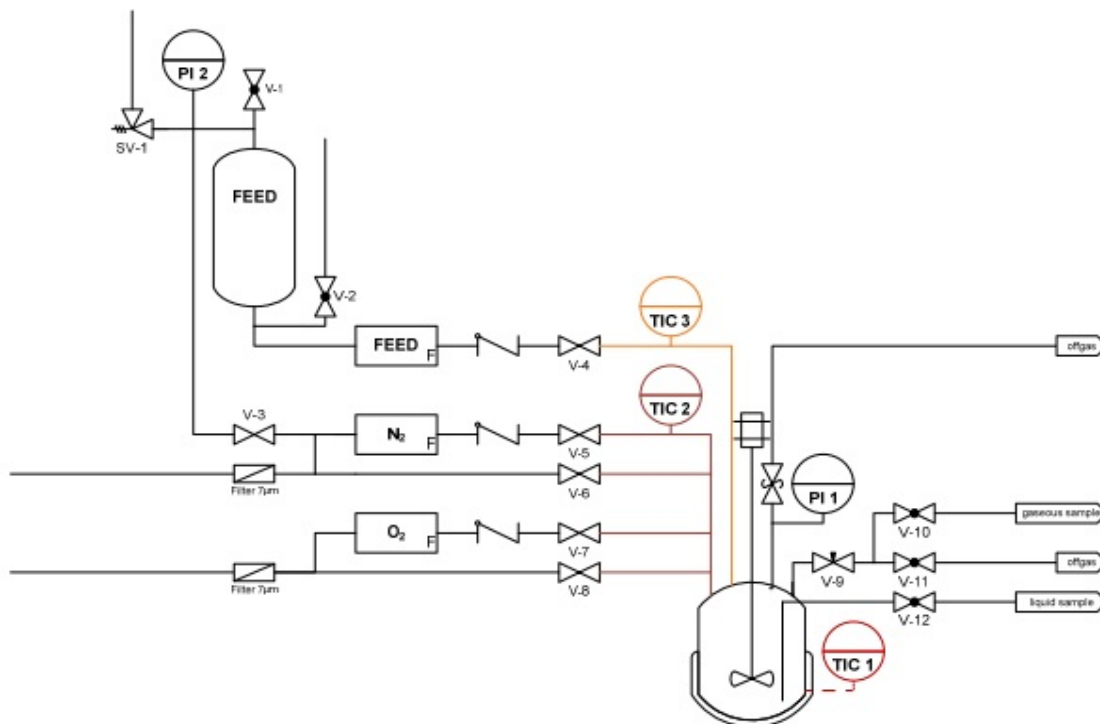 PI 2
V-1
SV-1
FEED
V-2
TIC 3
FEED
F
V-4
offgas
TIC 2
V-3
N₂
F
V-5
PI 1
Filter 7µm
V-6
gaseous sample
V-10
O₂
F
V-7
V-9
V-11
offgas
Filter 7µm
V-8
liquid sample
V-12
TIC 1